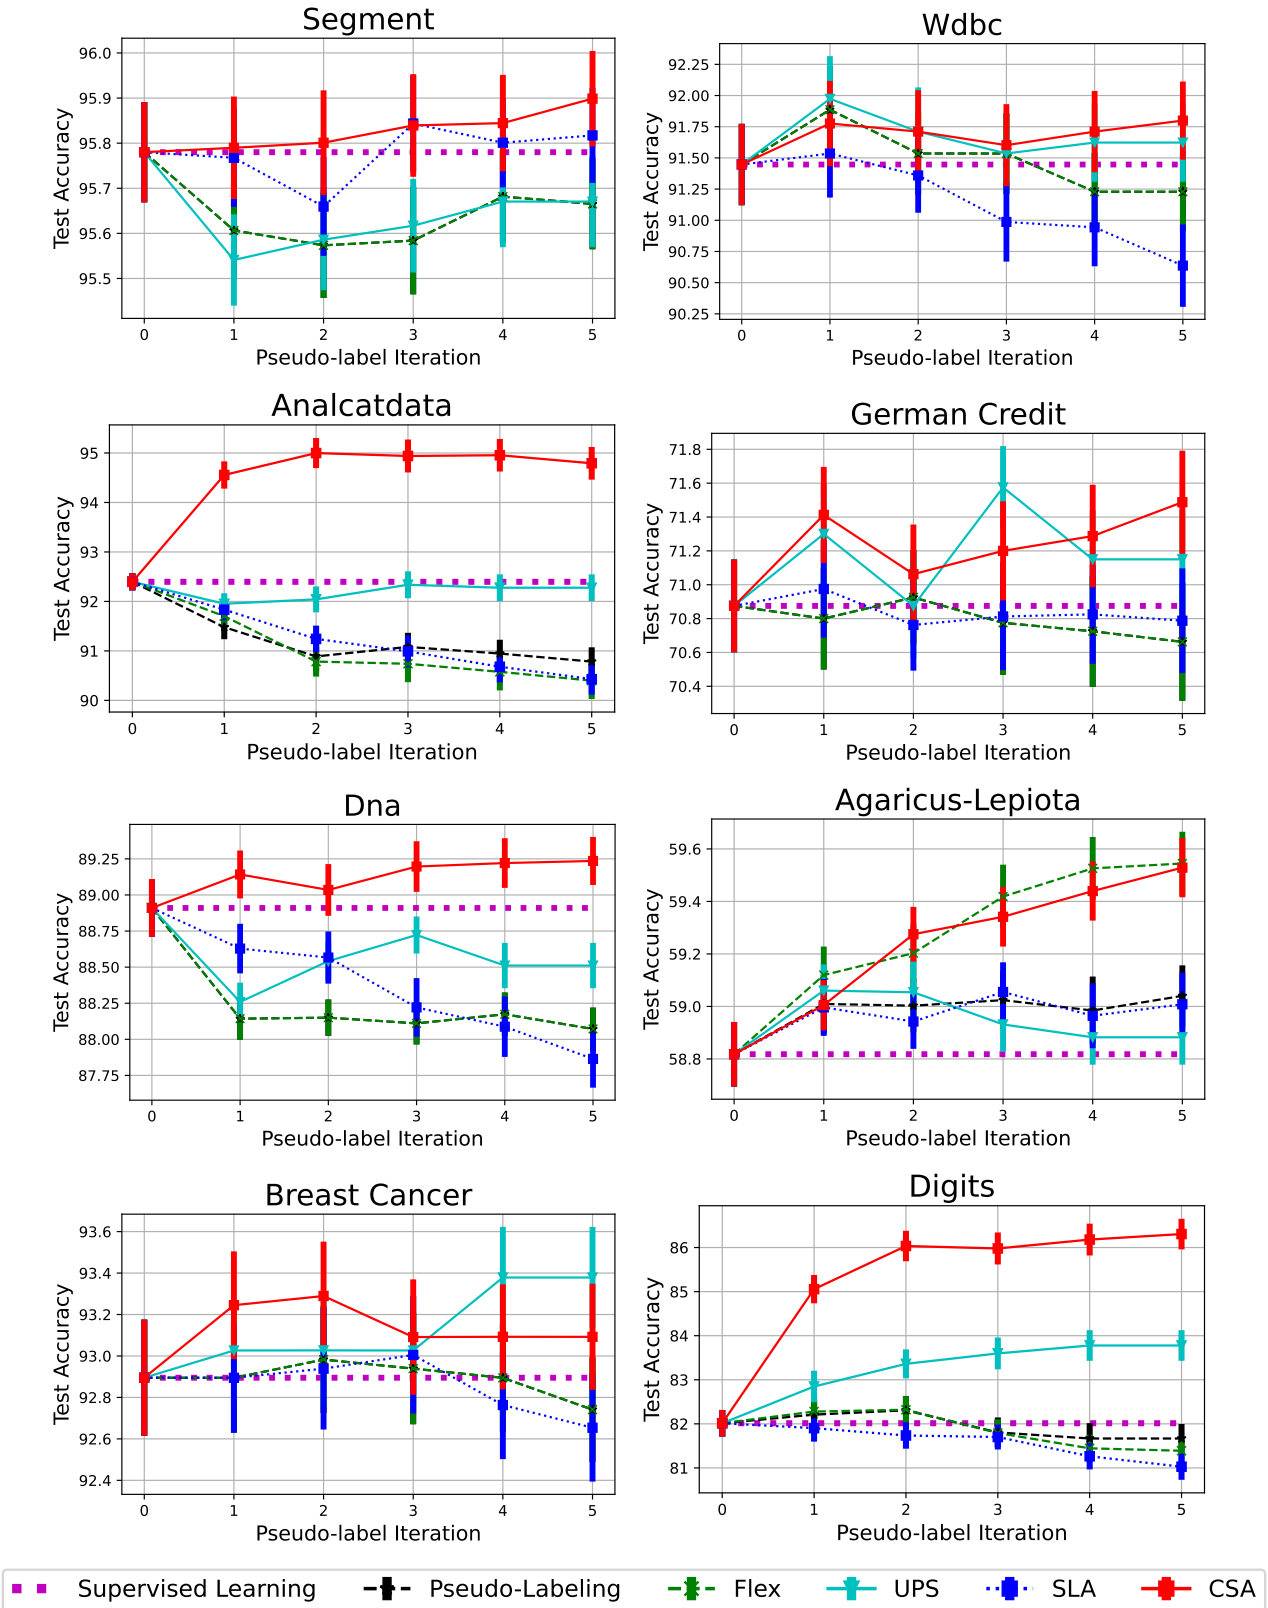 Segment
Test Accuracy
96.0
95.9
95.8
95.7
95.6
95.5
0 1 2 3 4 5
Pseudo-label Iteration
Wdbc
Test Accuracy
92.25
92.00
91.75
91.50
91.25
91.00
90.75
90.50
90.25
0 1 2 3 4 5
Pseudo-label Iteration
Analcatdata
Test Accuracy
95
94
93
92
91
90
0 1 2 3 4 5
Pseudo-label Iteration
German Credit
Test Accuracy
71.8
71.6
71.4
71.2
71.0
70.8
70.6
70.4
0 1 2 3 4 5
Pseudo-label Iteration
Dna
Test Accuracy
89.25
89.00
88.75
88.50
88.25
88.00
87.75
0 1 2 3 4 5
Pseudo-label Iteration
Agaricus-Lepiota
Test Accuracy
59.6
59.4
59.2
59.0
58.8
0 1 2 3 4 5
Pseudo-label Iteration
Breast Cancer
Test Accuracy
93.6
93.4
93.2
93.0
92.8
92.6
92.4
0 1 2 3 4 5
Pseudo-label Iteration
Digits
Test Accuracy
86
85
84
83
82
81
0 1 2 3 4 5
Pseudo-label Iteration
Supervised Learning Pseudo-Labeling Flex UPS SLA CSA